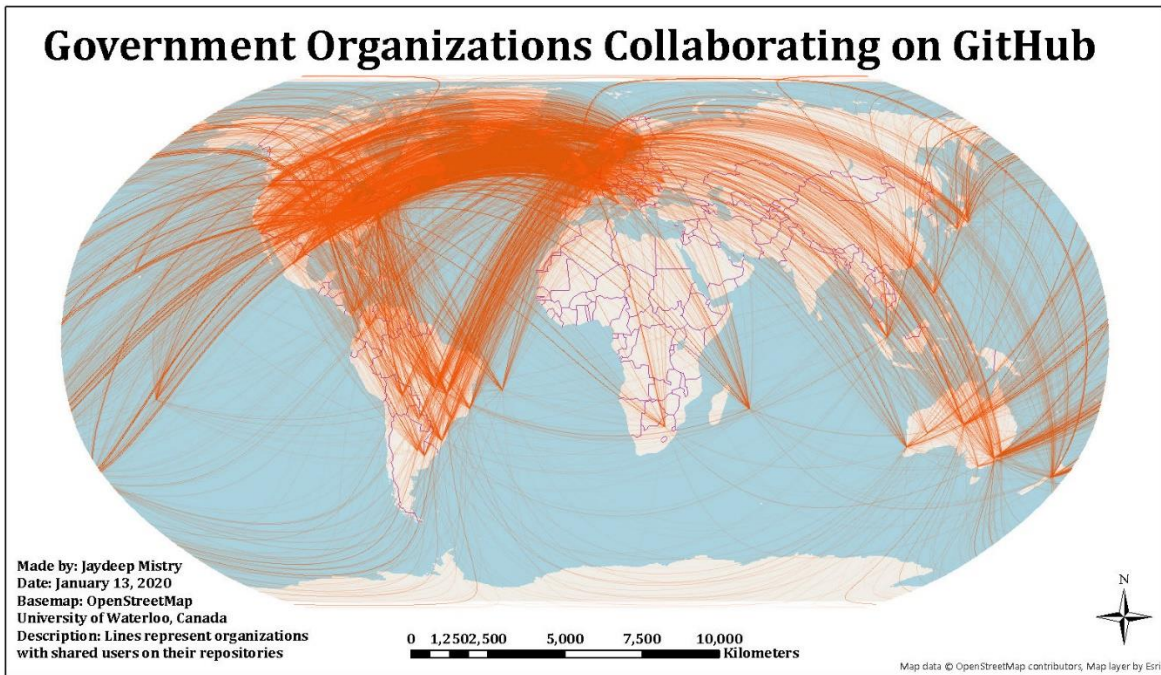 Government Organizations Collaborating on GitHub
Made by: Jaydeep Mistry
Date: January 13, 2020
Basemap: OpenStreetMap
University of Waterloo, Canada
Description: Lines represent organizations
with shared users on their repositories
0 1,250 2,500 5,000 7,500 10,000
Kilometers
N
Map data © OpenStreetMap contributors, Map layer by Esri